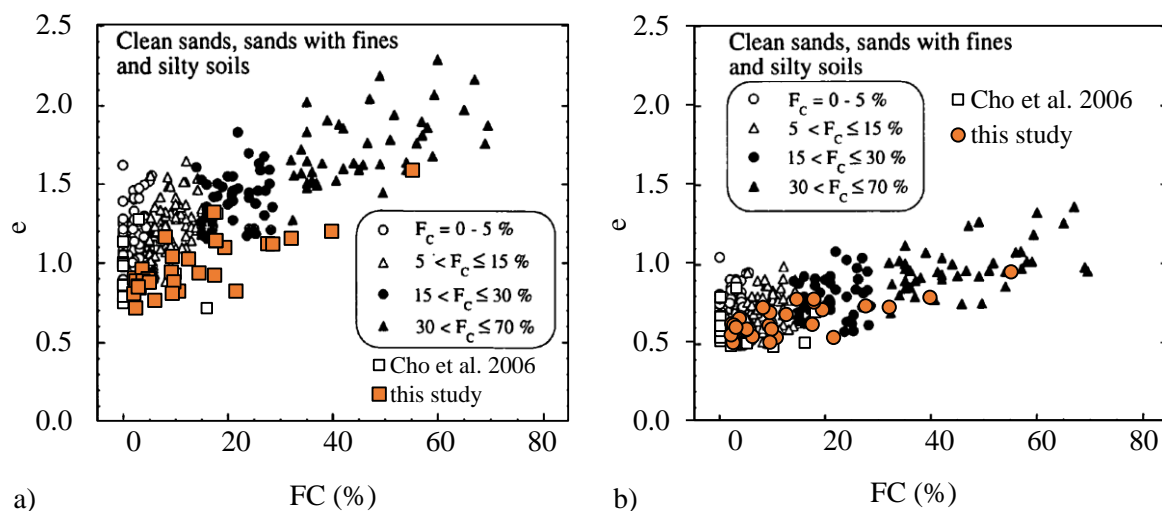 2.5
Clean sands, sands with fines
and silty soils
2.0
1.5
e
1.0
F_C = 0 - 5 %
5 < F_C ≤ 15 %
15 < F_C ≤ 30 %
30 < F_C ≤ 70 %
0.5
Cho et al. 2006
this study
0.0
0 20 40 60 80
a) FC (%)
2.5
Clean sands, sands with fines
and silty soils
F_C = 0 - 5 %
5 < F_C ≤ 15 %
15 < F_C ≤ 30 %
30 < F_C ≤ 70 %
Cho et al. 2006
this study
2.0
1.5
e
1.0
0.5
0.0
0 20 40 60 80
b) FC (%)